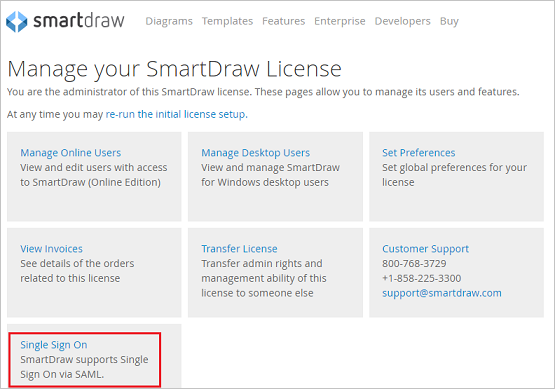 smartdraw Diagrams Templates Features Enterprise Developers Buy
Manage your SmartDraw License
You are the administrator of this SmartDraw license. These pages allow you to manage its users and features.
At any time you may re-run the initial license setup.
Manage Online Users
View and edit users with access
to SmartDraw (Online Edition)
Manage Desktop Users
View and manage SmartDraw
for Windows desktop users
Set Preferences
Set global preferences for your
license
View Invoices
See details of the orders
related to this license
Transfer License
Transfer admin rights and
management ability of this
license to someone else
Customer Support
800-768-3729
+1-858-225-3300
support@smartdraw.com
Single Sign On
SmartDraw supports Single
Sign On via SAML.